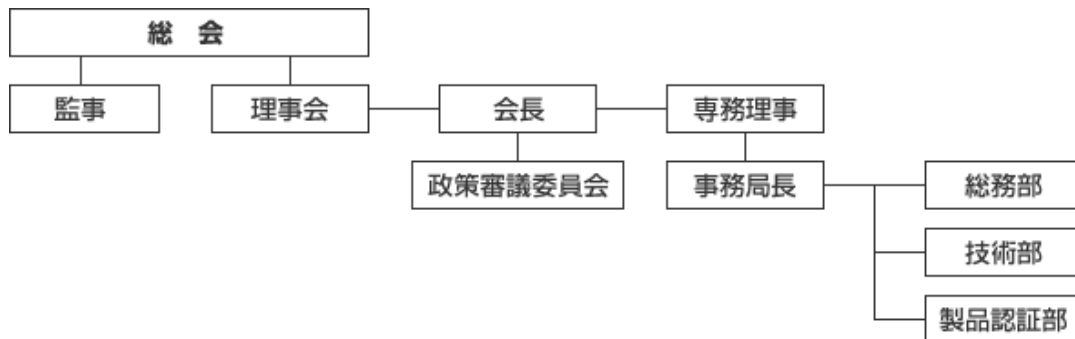 総　会
監事
理事会
会長
専務理事
政策審議委員会
事務局長
総務部
技術部
製品認証部